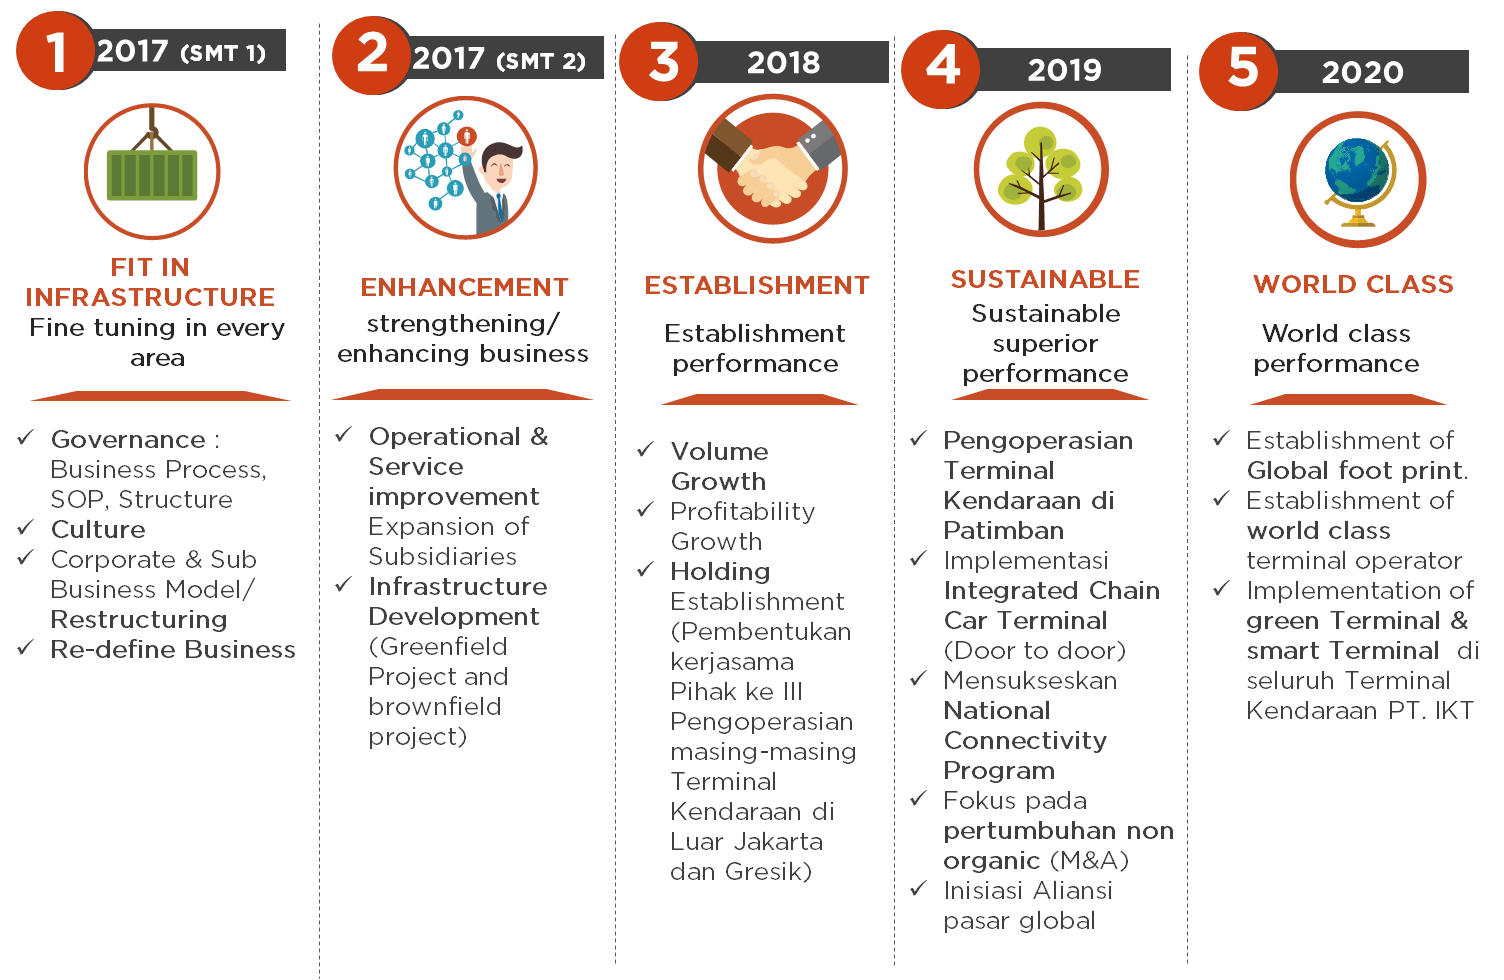 1
2017 (SMT 1)
FIT IN
INFRASTRUCTURE
Fine tuning in every
area
✓ Governance :
Business Process,
SOP, Structure
✓ Culture
✓ Corporate & Sub
Business Model/
Restructuring
✓ Re-define Business
2
2017 (SMT 2)
ENHANCEMENT
strengthening/
enhancing business
✓ Operational &
Service
improvement
Expansion of
Subsidiaries
✓ Infrastructure
Development
(Greenfield
Project and
brownfield
project)
3
2018
ESTABLISHMENT
Establishment
performance
✓ Volume
Growth
✓ Profitability
Growth
✓ Holding
Establishment
(Pembentukan
kerjasama
Pihak ke III
Pengoperasian
masing-masing
Terminal
Kendaraan di
Luar Jakarta
dan Gresik)
4
2019
SUSTAINABLE
Sustainable
superior
performance
✓ Pengoperasian
Terminal
Kendaraan di
Patimban
✓ Implementasi
Integrated Chain
Car Terminal
(Door to door)
✓ Mensukseskan
National
Connectivity
Program
✓ Fokus pada
pertumbuhan non
organic (M&A)
✓ Inisiasi Aliansi
pasar global
5
2020
WORLD CLASS
World class
performance
✓ Establishment of
Global foot print.
✓ Establishment of
world class
terminal operator
✓ Implementation of
green Terminal &
smart Terminal di
seluruh Terminal
Kendaraan PT. IKT